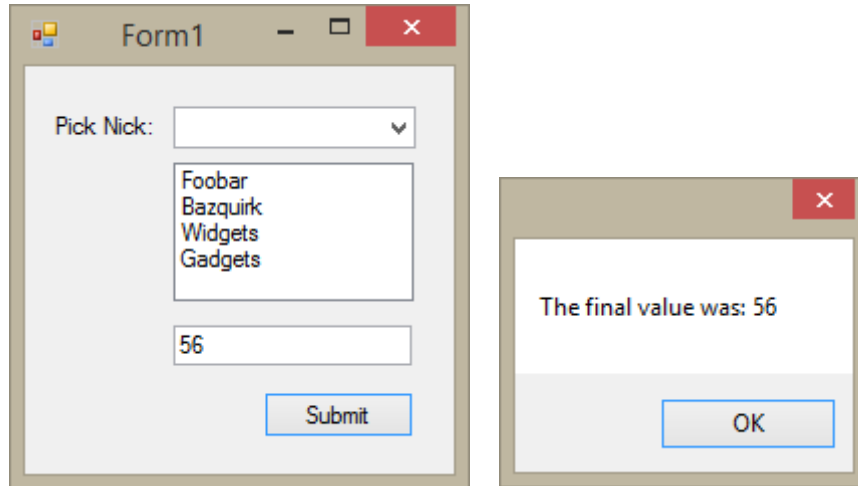 Form1
Pick Nick:
Foobar
Bazquirk
Widgets
Gadgets
56
Submit
The final value was: 56
OK